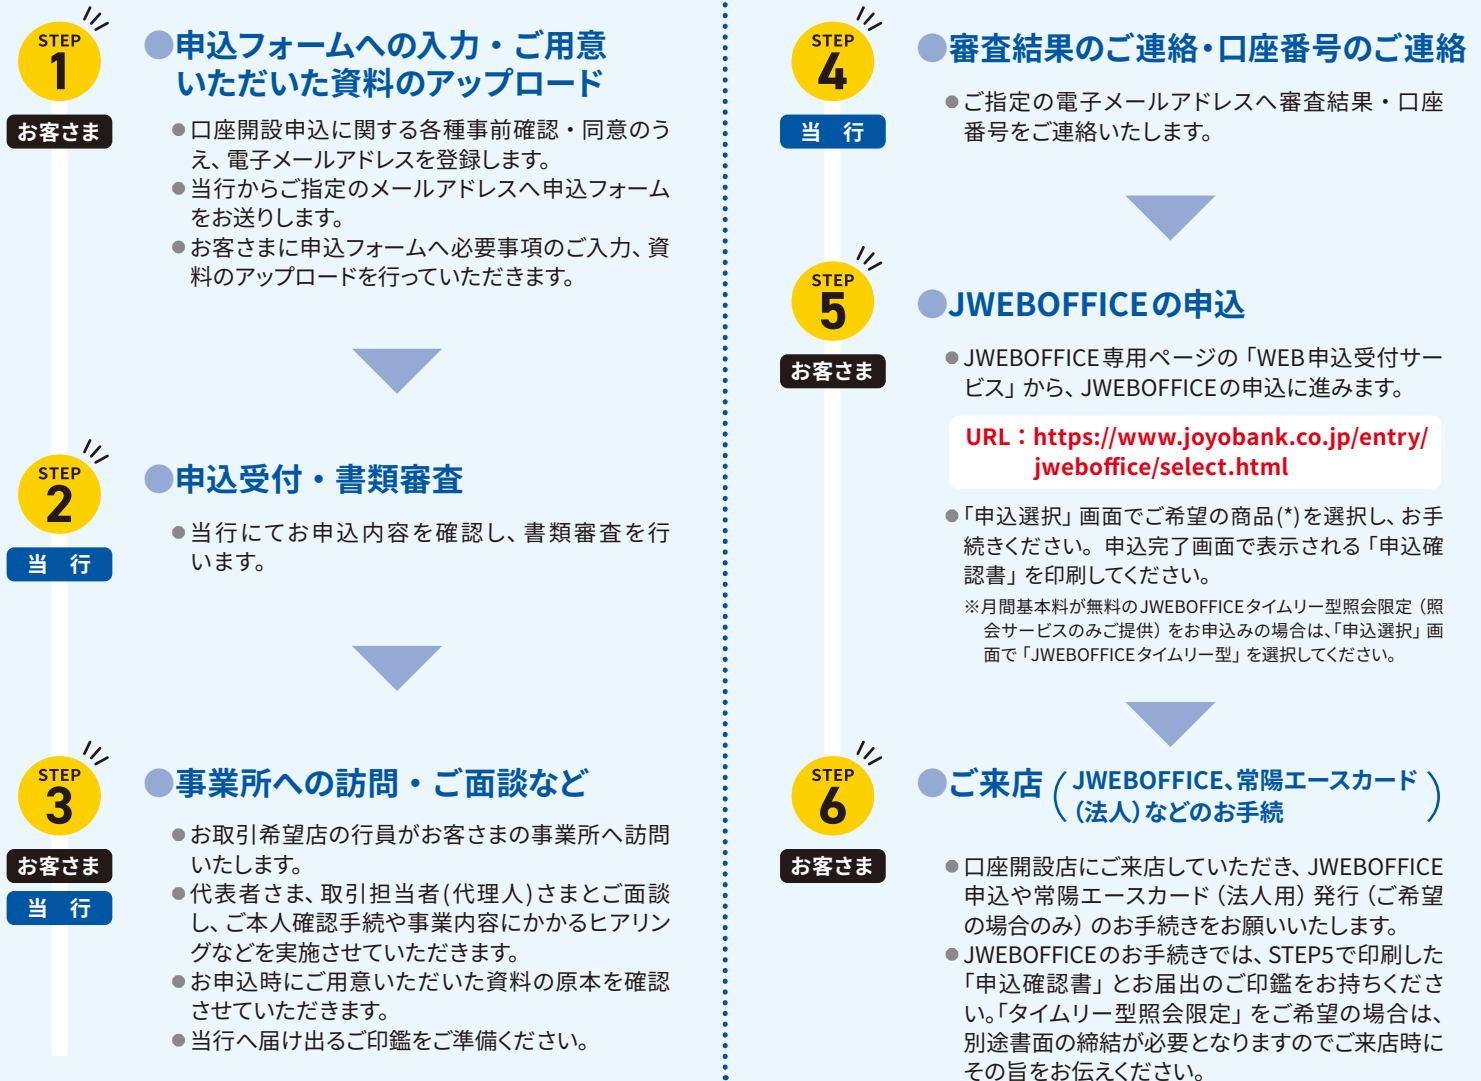 STEP
1
お客さま
●申込フォームへの入力・ご用意
いただいた資料のアップロード
●口座開設申込に関する各種事前確認・同意のう
え、電子メールアドレスを登録します。
●当行からご指定のメールアドレスへ申込フォーム
をお送りします。
●お客さまに申込フォームへ必要事項のご入力、資
料のアップロードを行っていただきます。
STEP
2
当 行
●申込受付・書類審査
●当行にてお申込内容を確認し、書類審査を行
います。
STEP
3
お客さま
当 行
●事業所への訪問・ご面談など
●お取引希望店の行員がお客さまの事業所へ訪問
いたします。
●代表者さま、取引担当者(代理人)さまとご面談
し、ご本人確認手続や事業内容にかかるヒアリン
グなどを実施させていただきます。
●お申込時にご用意いただいた資料の原本を確認
させていただきます。
●当行へ届け出るご印鑑をご準備ください。
STEP
4
当 行
●審査結果のご連絡・口座番号のご連絡
●ご指定の電子メールアドレスへ審査結果・口座
番号をご連絡いたします。
STEP
5
お客さま
●JWEBOFFICEの申込
●JWEBOFFICE専用ページの「WEB申込受付サー
ビス」から、JWEBOFFICEの申込に進みます。
URL：https://www.joyobank.co.jp/entry/
jweboffice/select.html
●「申込選択」画面でご希望の商品(*)を選択し、お手
続きください。申込完了画面で表示される「申込確
認書」を印刷してください。
※月間基本料が無料のJWEBOFFICEタイムリー型照会限定（照
会サービスのみご提供）をお申込みの場合は、「申込選択」画
面で「JWEBOFFICEタイムリー型」を選択してください。
STEP
6
お客さま
●ご来店（JWEBOFFICE、常陽エースカード
（法人）などのお手続）
●口座開設店にご来店していただき、JWEBOFFICE
申込や常陽エースカード（法人用）発行（ご希望
の場合のみ）のお手続きをお願いいたします。
●JWEBOFFICEのお手続きでは、STEP5で印刷した
「申込確認書」とお届出のご印鑑をお持ちくださ
い。「タイムリー型照会限定」をご希望の場合は、
別途書面の締結が必要となりますのでご来店時に
その旨をお伝えください。